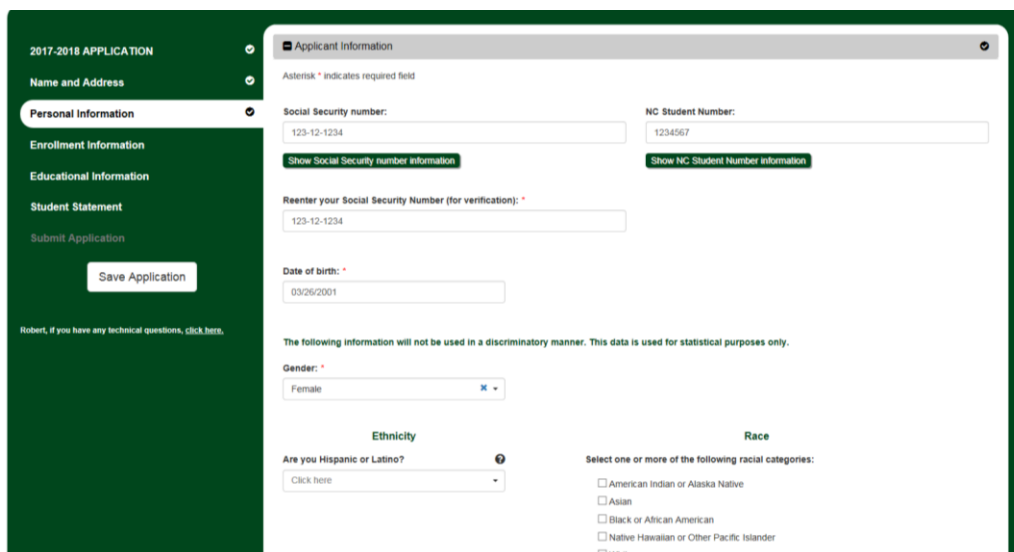 2017-2018 APPLICATION
Name and Address
Personal Information
Enrollment Information
Educational Information
Student Statement
Submit Application
Save Application
Robert, if you have any technical questions, click here.
Applicant Information
Asterisk * indicates required field
Social Security number:
NC Student Number:
123-12-1234
1234567
Show Social Security number information
Show NC Student Number information
Reenter your Social Security Number (for verification): *
123-12-1234
Date of birth: *
03/26/2001
The following information will not be used in a discriminatory manner. This data is used for statistical purposes only.
Gender: *
Female
Ethnicity
Race
Are you Hispanic or Latino?
Select one or more of the following racial categories:
Click here
American Indian or Alaska Native
Asian
Black or African American
Native Hawaiian or Other Pacific Islander